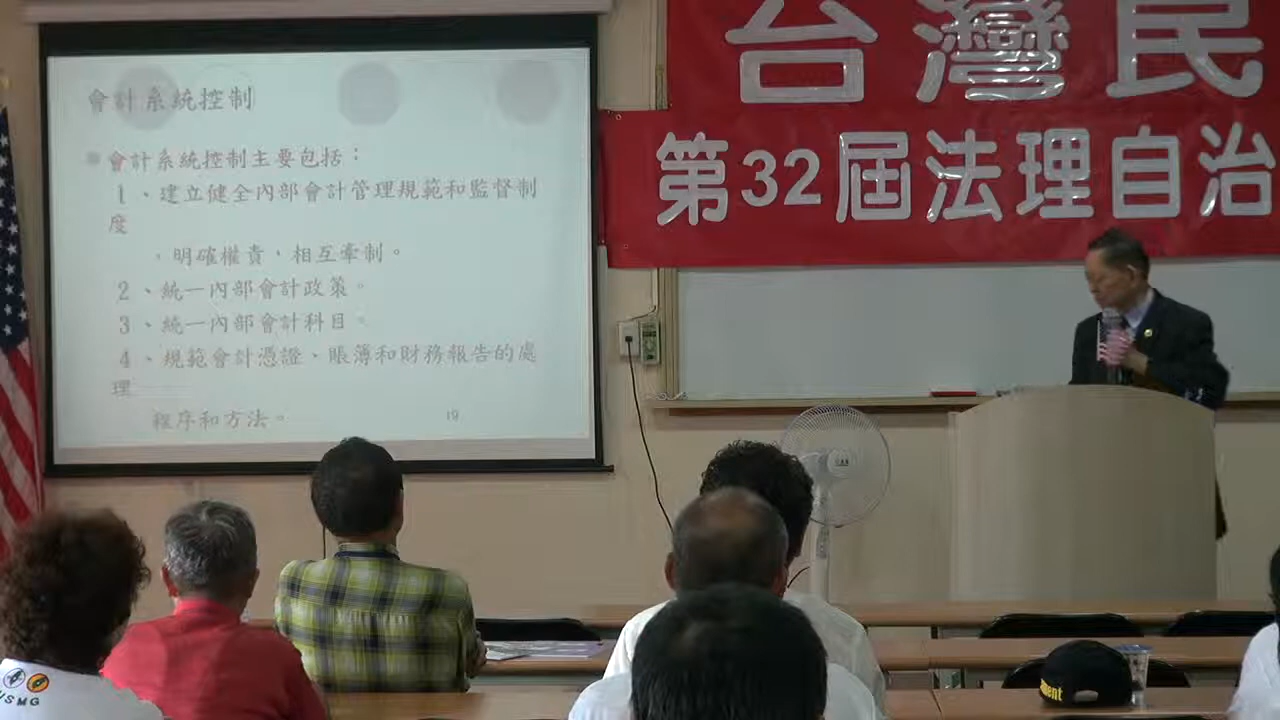 會計系統控制
會計系統控制主要包括：
1、建立健全內部會計管理規範和監督制
度
，明確權責，相互牽制。
2、統一內部會計政策。
3、統一內部會計科目。
4、規範會計憑證、賬簿和財務報告的處
理
程序和方法。
19
台灣民
第32屆法理自治
USMG
ment